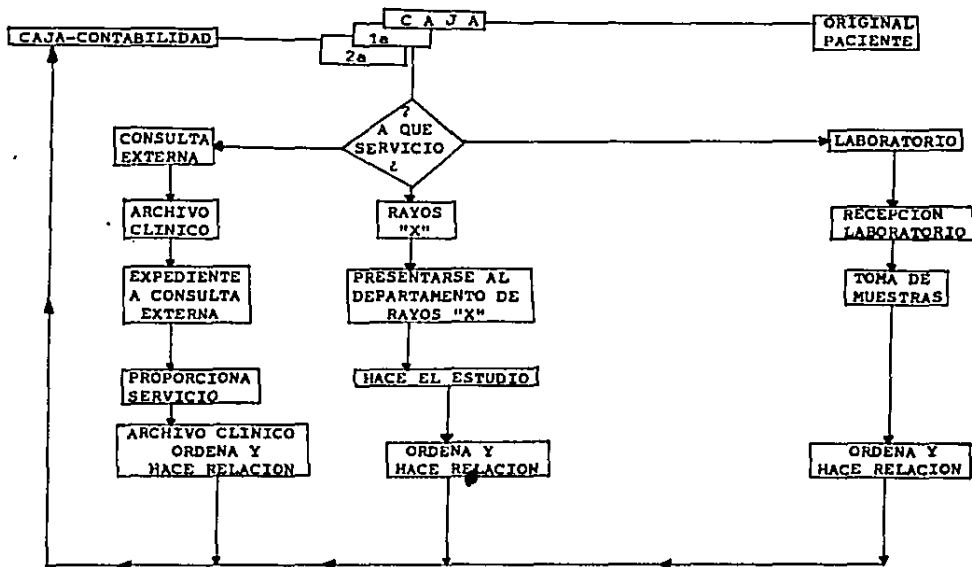 C A J A
ORIGINAL
PACIENTE
CAJA-CONTABILIDAD
1a
2a
?
A QUE
SERVICIO
¿
CONSULTA
EXTERNA
LABORATORIO
ARCHIVO
CLINICO
RAYOS
"X"
RECEPCION
LABORATORIO
EXPEDIENTE
A CONSULTA
EXTERNA
PRESENTARSE AL
DEPARTAMENTO DE
RAYOS "X"
TOMA DE
MUESTRAS
PROPORCIONA
SERVICIO
HACE EL ESTUDIO
ARCHIVO CLINICO
ORDENA Y
HACE RELACION
ORDENA Y
HACE RELACION
ORDENA Y
HACE RELACION